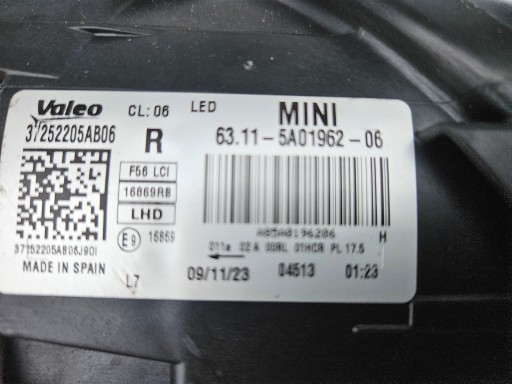 Valeo CL: 06 LED MINI
37252205AB06 R 63.11- 5A01962-06
F56 LCI
16869RB
LHD
E9 16869 H
37252205AB06J90I
MADE IN SPAIN L7 09/11/23 04513 01:23